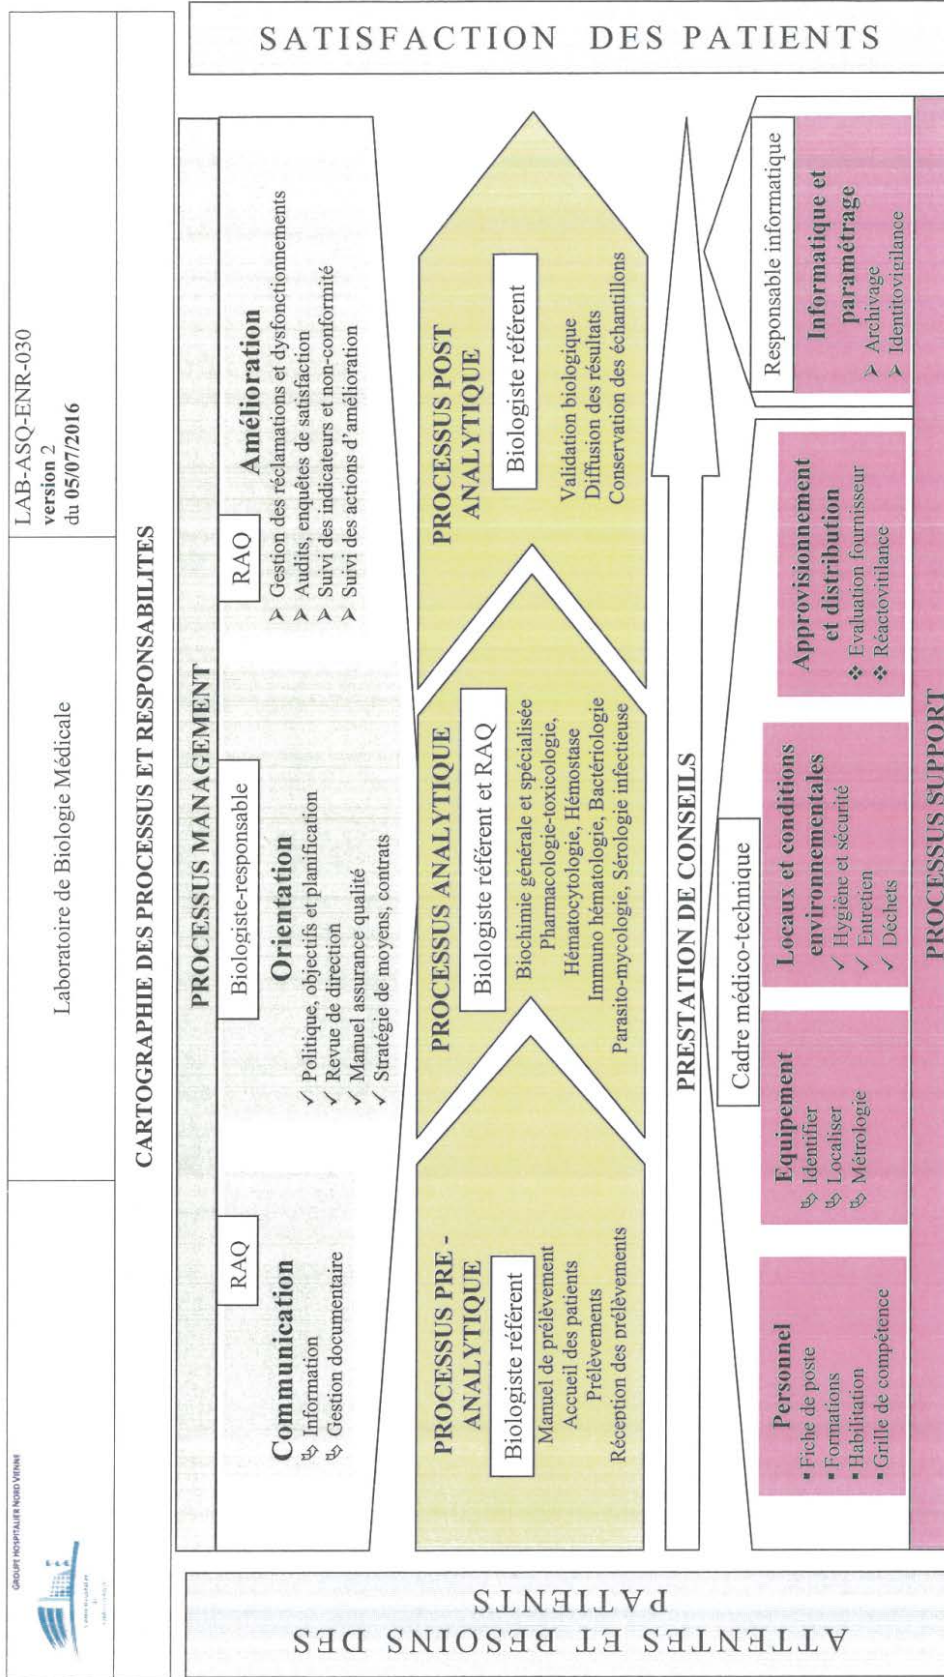 GROUPE HOSPITALIER NORD VIENNE
Laboratoire de Biologie Médicale
LAB-ASQ-ENR-030
version 2
du 05/07/2016
CARTOGRAPHIE DES PROCESSUS ET RESPONSABILITES
ATTENTES ET BESOINS DES
PATIENTS
PROCESSUS MANAGEMENT
RAQ
Communication
Information
Gestion documentaire
Biologiste-responsable
Orientation
✓ Politique, objectifs et planification
✓ Revue de direction
✓ Manuel assurance qualité
✓ Stratégie de moyens, contrats
RAQ
Amélioration
➢ Gestion des réclamations et dysfonctionnements
➢ Audits, enquêtes de satisfaction
➢ Suivi des indicateurs et non-conformité
➢ Suivi des actions d'amélioration
PROCESSUS PRE -
ANALYTIQUE
Biologiste référent
Manuel de prélèvement
Accueil des patients
Prélèvements
Réception des prélèvements
PROCESSUS ANALYTIQUE
Biologiste référent et RAQ
Biochimie générale et spécialisée
Pharmacologie-toxicologie,
Hématocytologie, Hémostase
Immuno hématologie, Bactériologie
Parasito-mycologie, Sérologie infectieuse
PROCESSUS POST
ANALYTIQUE
Biologiste référent
Validation biologique
Diffusion des résultats
Conservation des échantillons
PRESTATION DE CONSEILS
Cadre médico-technique
Responsable informatique
Personnel
▪ Fiche de poste
▪ Formations
▪ Habilitation
▪ Grille de compétence
Equipement
Identifier
Localiser
Métrologie
Locaux et conditions
environnementales
✓ Hygiène et sécurité
✓ Entretien
✓ Déchets
Approvisionnement
et distribution
❖ Evaluation fournisseur
❖ Réactovitilance
Informatique et
paramétrage
➢ Archivage
➢ Identitovigilance
PROCESSUS SUPPORT
SATISFACTION DES PATIENTS